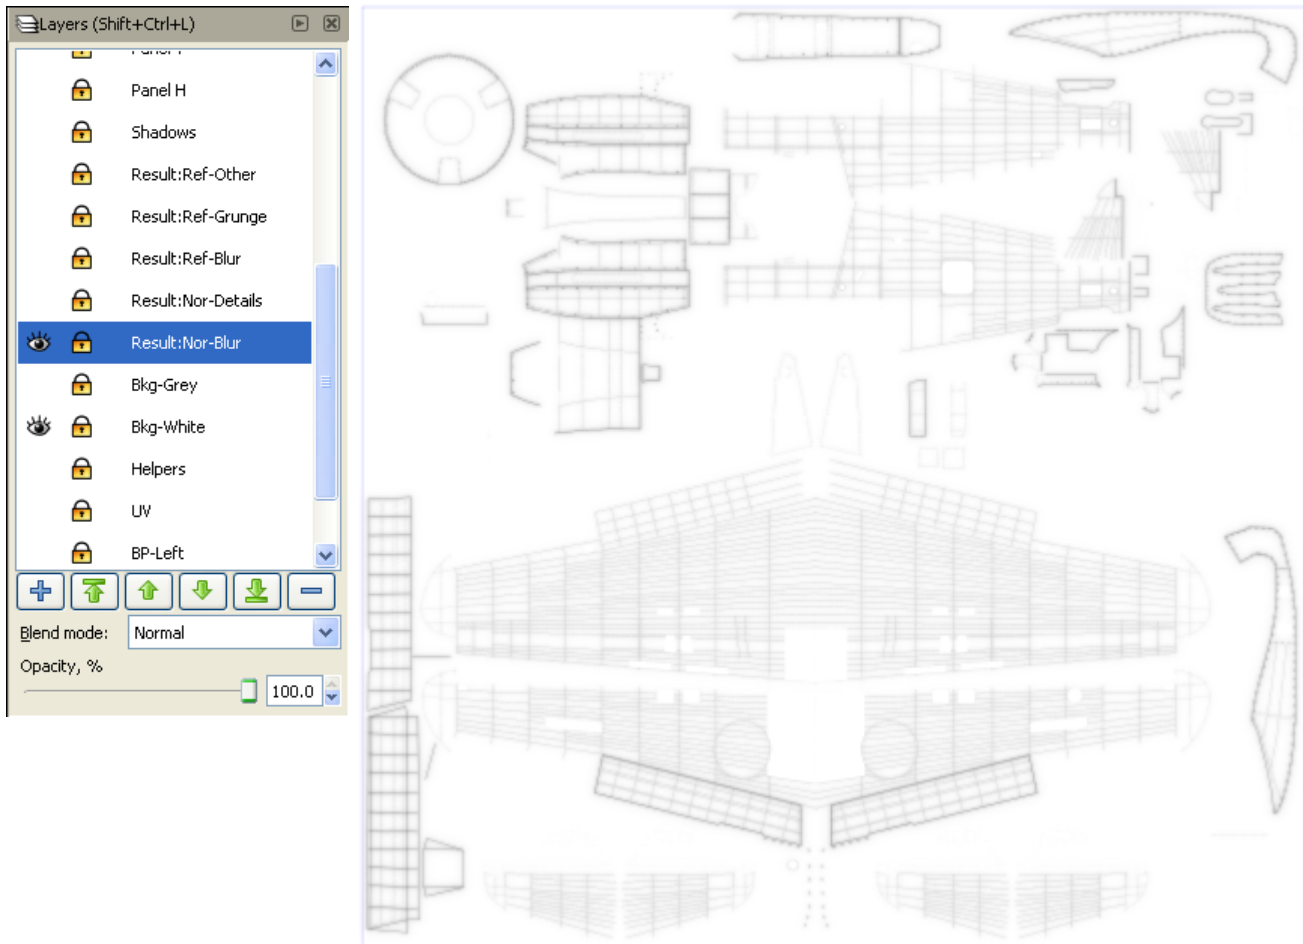 Layers (Shift+Ctrl+L)
Panel H
Shadows
Result:Ref-Other
Result:Ref-Grunge
Result:Ref-Blur
Result:Nor-Details
Result:Nor-Blur
Bkg-Grey
Bkg-White
Helpers
UV
BP-Left
Blend mode: Normal
Opacity, %
100.0